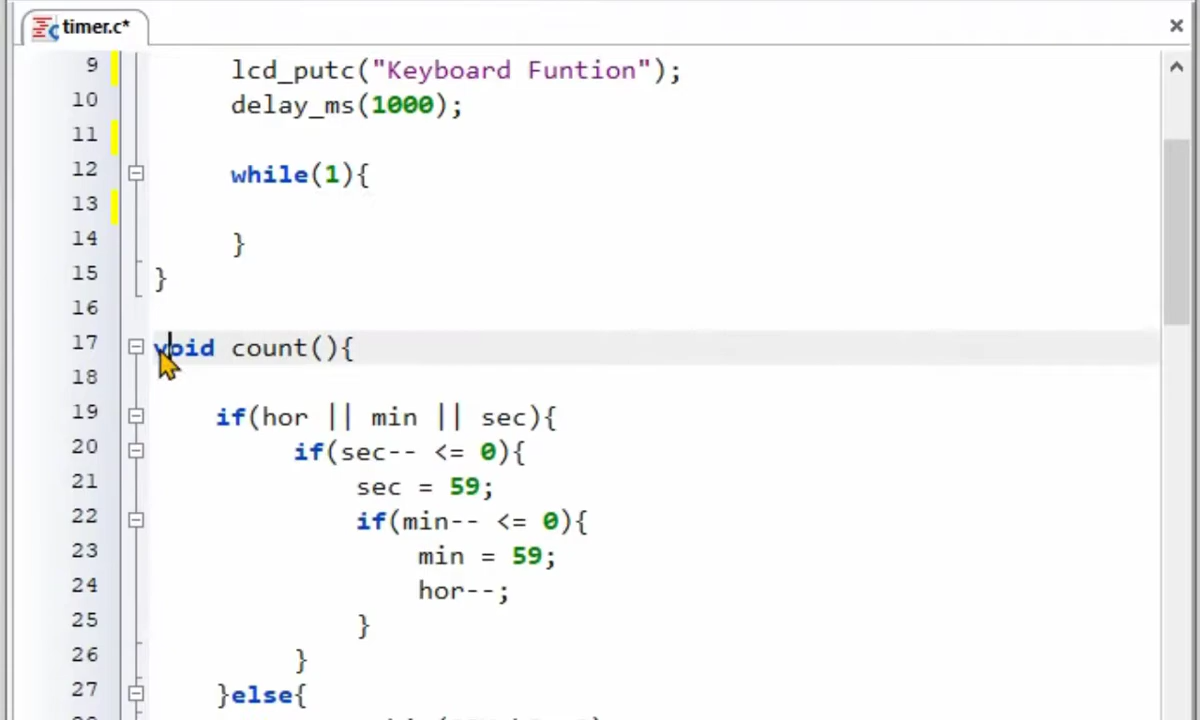 timer.c*
9 lcd_putc("Keyboard Funtion");
10 delay_ms(1000);
11
12 while(1){
13
14 }
15 }
16
17 void count(){
18
19 if(hor || min || sec){
20 if(sec-- <= 0){
21 sec = 59;
22 if(min-- <= 0){
23 min = 59;
24 hor--;
25 }
26 }
27 }else{